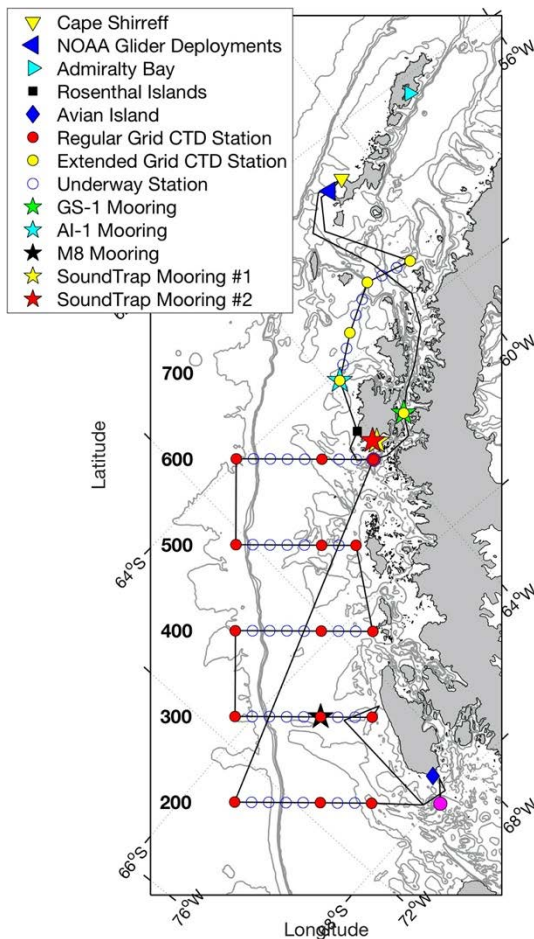 Cape Shirreff
NOAA Glider Deployments
Admiralty Bay
Rosenthal Islands
Avian Island
Regular Grid CTD Station
Extended Grid CTD Station
Underway Station
GS-1 Mooring
AI-1 Mooring
M8 Mooring
SoundTrap Mooring #1
SoundTrap Mooring #2
56°W
60°W
700
600
500
400
300
200
Latitude
64°S
64°W
66°S
68°W
76°W
68°S
72°W
Longitude